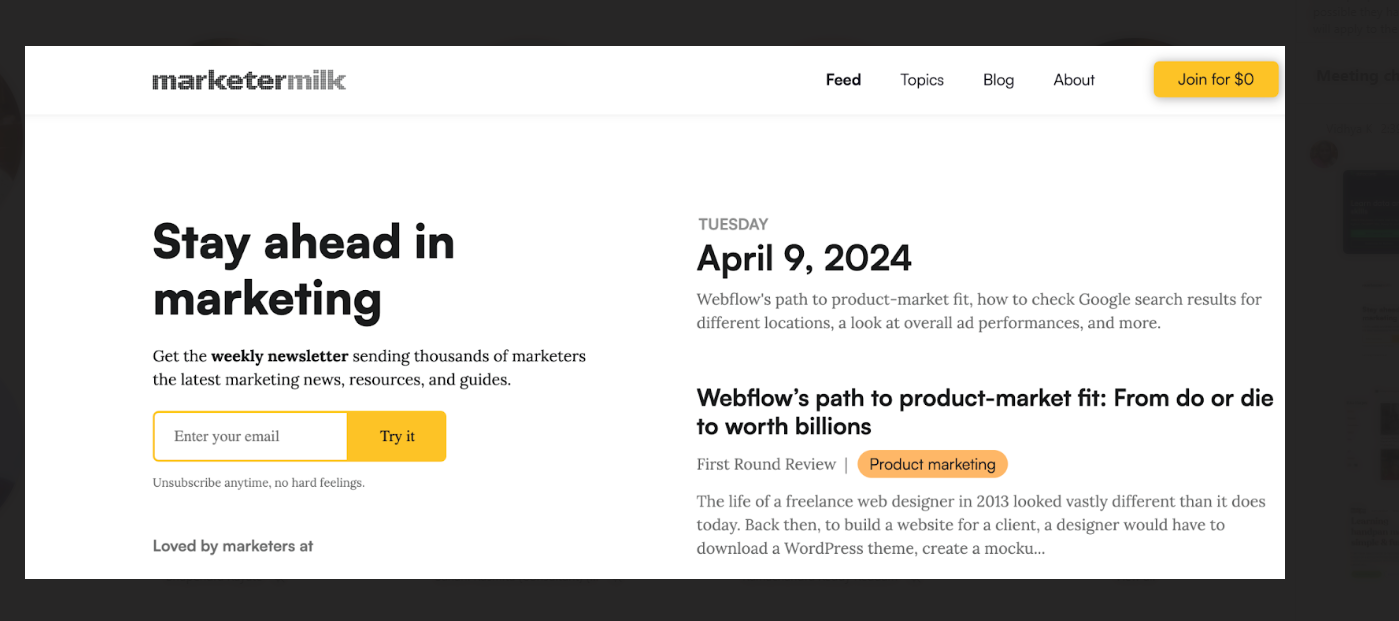 marketermilk
Feed Topics Blog About Join for $0
Stay ahead in
marketing
Get the weekly newsletter sending thousands of marketers
the latest marketing news, resources, and guides.
Enter your email Try it
Unsubscribe anytime, no hard feelings.
Loved by marketers at
TUESDAY
April 9, 2024
Webflow's path to product-market fit, how to check Google search results for
different locations, a look at overall ad performances, and more.
Webflow’s path to product-market fit: From do or die
to worth billions
First Round Review | Product marketing
The life of a freelance web designer in 2013 looked vastly different than it does
today. Back then, to build a website for a client, a designer would have to
download a WordPress theme, create a mocku...